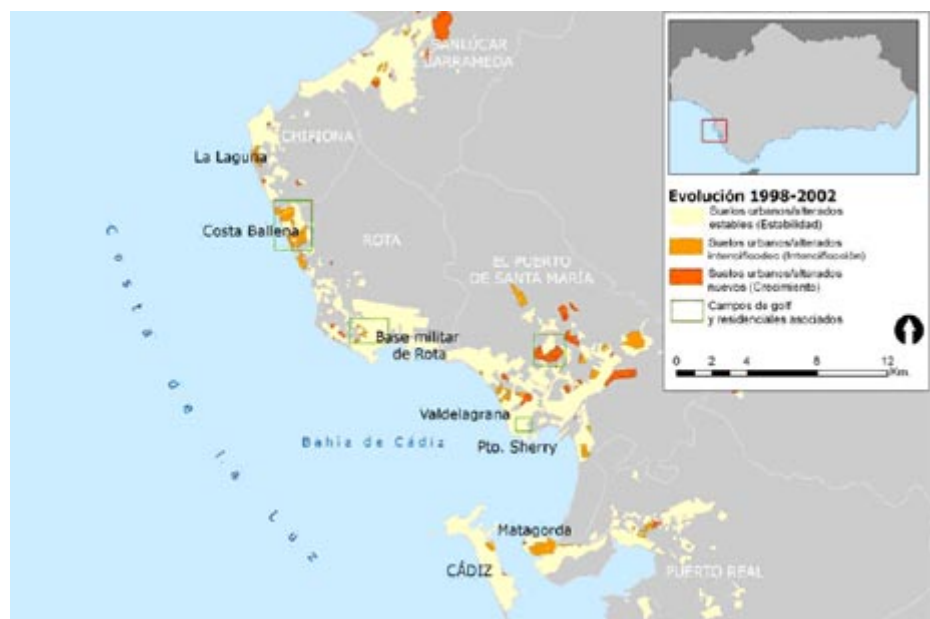 SANLÚCAR
BARRAMEDA
CHIPIONA
La Laguna
Costa Ballena
ROTA
EL PUERTO
DE SANTA MARÍA
Base militar
de Rota
Valdelagrana
Bahía de Cádiz
Pto. Sherry
Matagorda
CÁDIZ
PUERTO REAL
Costa de la Luz
Evolución 1998-2002
Suelos urbanos/alterados
estables (Estabilidad)
Suelos urbanos/alterados
intensificados (Intensificación)
Suelos urbanos/alterados
nuevos (Crecimiento)
Campos de golf
y residenciales asociados
0 2 4 8 12
Km.